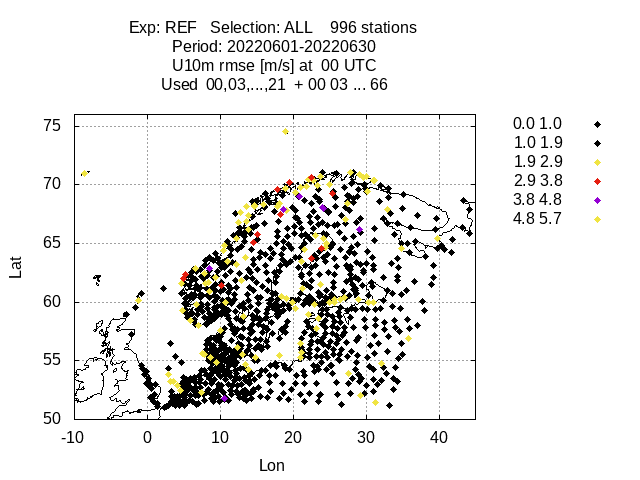 Exp: REF   Selection: ALL    996 stations
Period: 20220601-20220630
U10m rmse [m/s] at  00 UTC
Used  00,03,...,21  + 00 03 ... 66
0.0 1.0
1.0 1.9
1.9 2.9
2.9 3.8
3.8 4.8
4.8 5.7
75
70
65
60
55
50
Lat
-10 0 10 20 30 40
Lon